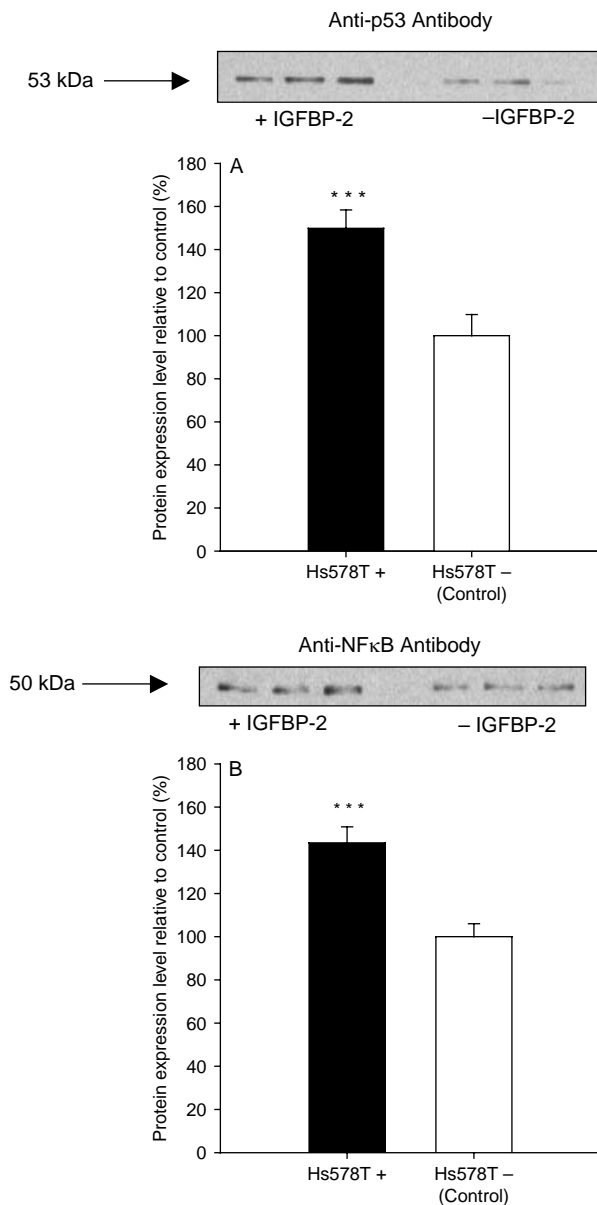 Anti-p53 Antibody
53 kDa
+ IGFBP-2
–IGFBP-2
A
Protein expression level relative to control (%)
180
160
140
120
100
80
60
40
20
0
* * *
Hs578T +
Hs578T –
(Control)
Anti-NFκB Antibody
50 kDa
+ IGFBP-2
– IGFBP-2
B
Protein expression level relative to control (%)
180
160
140
120
100
80
60
40
20
0
* * *
Hs578T +
Hs578T –
(Control)